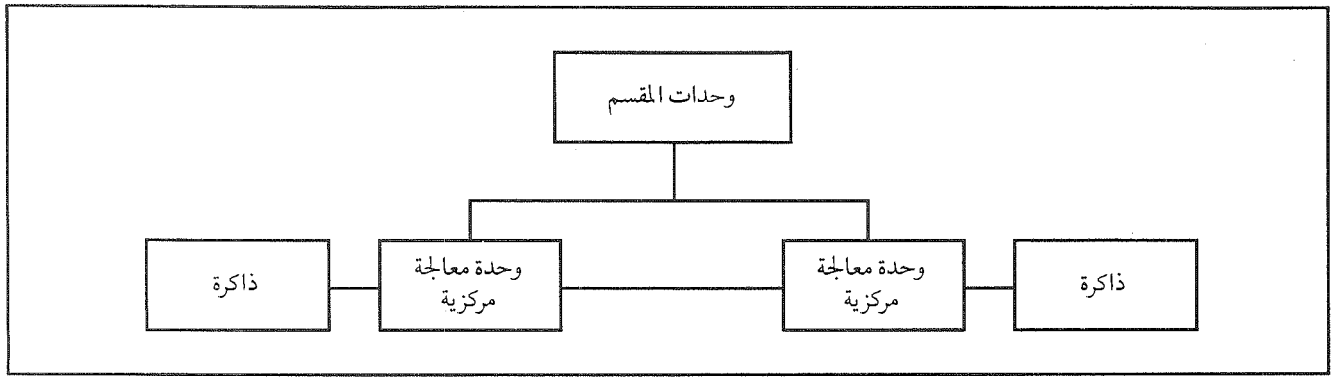 وحدات المقسم
ذاكرة
وحدة معالجة
مركزية
وحدة معالجة
مركزية
ذاكرة